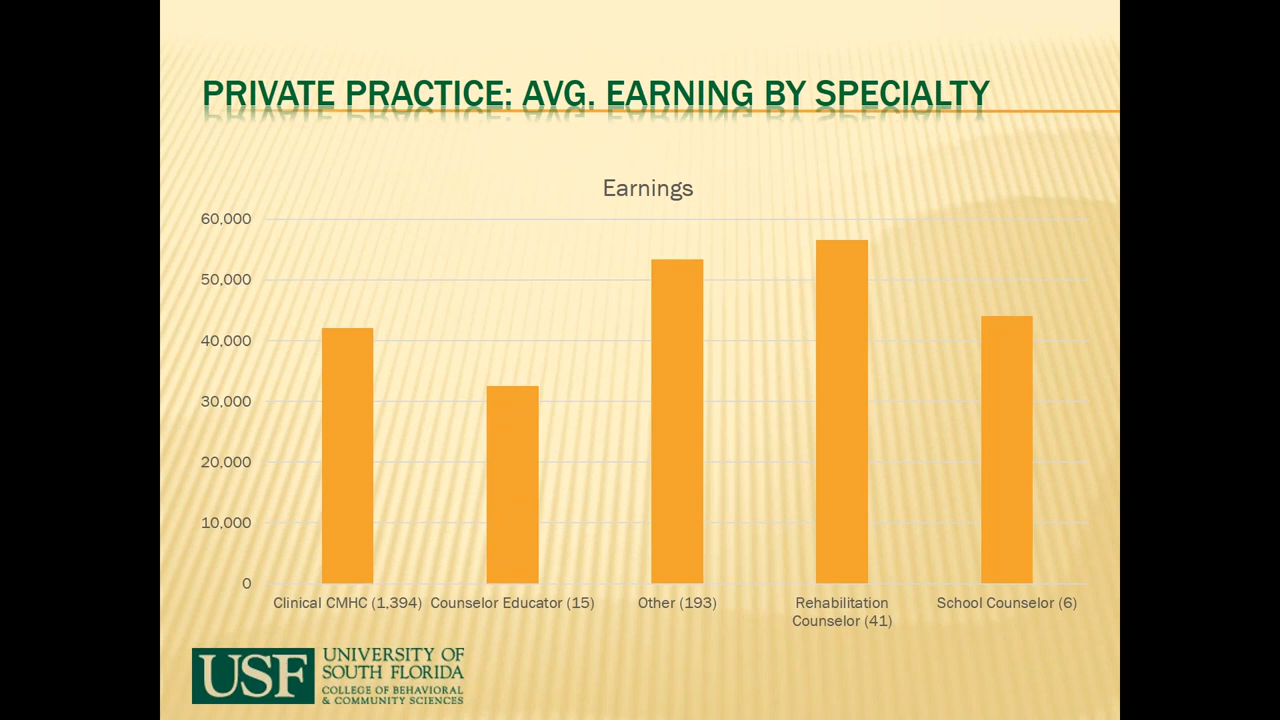 PRIVATE PRACTICE: AVG. EARNING BY SPECIALTY
Earnings
60,000
50,000
40,000
30,000
20,000
10,000
0
Clinical CMHC (1,394)
Counselor Educator (15)
Other (193)
Rehabilitation
Counselor (41)
School Counselor (6)
USF
UNIVERSITY OF
SOUTH FLORIDA
COLLEGE OF BEHAVIORAL
& COMMUNITY SCIENCES